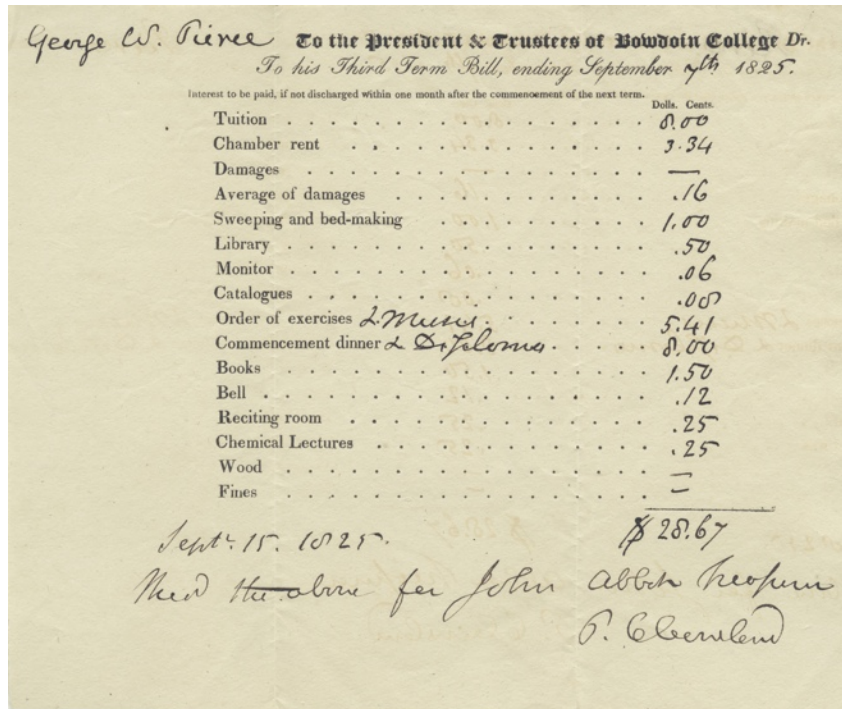 George W. Pierce To the President & Trustees of Bowdoin College Dr.
To his Third Term Bill, ending September 7th 1825.
Interest to be paid, if not discharged within one month after the commencement of the next term.
Dolls. Cents.
Tuition . . . . . . . . . . . . . . . . 8.00
Chamber rent . . . . . . . . . . . . . 3.34
Damages . . . . . . . . . . . . . . . —
Average of damages . . . . . . . . . . . .16
Sweeping and bed-making . . . . . . . . . 1.00
Library . . . . . . . . . . . . . . . . .50
Monitor . . . . . . . . . . . . . . . . .06
Catalogues . . . . . . . . . . . . . . . .08
Order of exercises & Music . . . . . . . 5.41
Commencement dinner & Diploma . . . . . 8.00
Books . . . . . . . . . . . . . . . . 1.50
Bell . . . . . . . . . . . . . . . . . .12
Reciting room . . . . . . . . . . . . . .25
Chemical Lectures . . . . . . . . . . . .25
Wood . . . . . . . . . . . . . . . . —
Fines . . . . . . . . . . . . . . . . —
$28.67
Sept. 15. 1825.
the above for John Abbot
P. Cleaveland